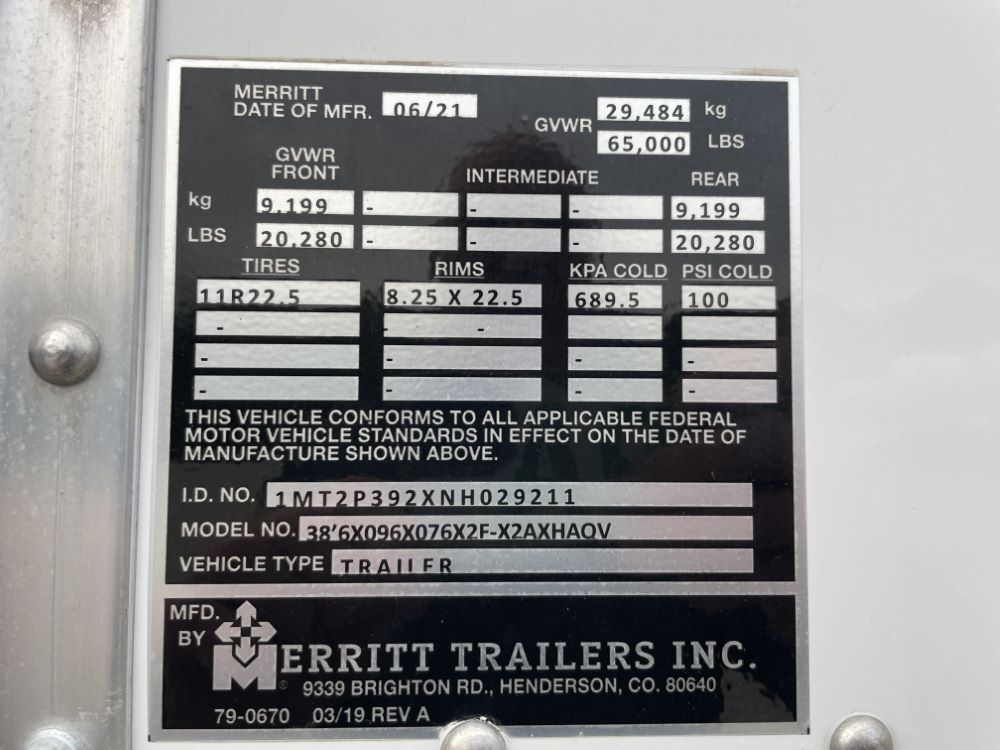 MERRITT
DATE OF MFR. 06/21
GVWR 29,484 kg
65,000 LBS
GVWR
FRONT INTERMEDIATE REAR
kg 9,199 - - - 9,199
LBS 20,280 - - - 20,280
TIRES RIMS KPA COLD PSI COLD
11R22.5 8.25 X 22.5 689.5 100
- - -
- - - -
- - - -
THIS VEHICLE CONFORMS TO ALL APPLICABLE FEDERAL
MOTOR VEHICLE STANDARDS IN EFFECT ON THE DATE OF
MANUFACTURE SHOWN ABOVE.
I.D. NO. 1MT2P392XNH029211
MODEL NO. 38'6X096X076X2F-X2AXHAOV
VEHICLE TYPE TRAILER
MFD.
BY
MERRITT TRAILERS INC.
®
9339 BRIGHTON RD., HENDERSON, CO. 80640
79-0670 03/19 REV A